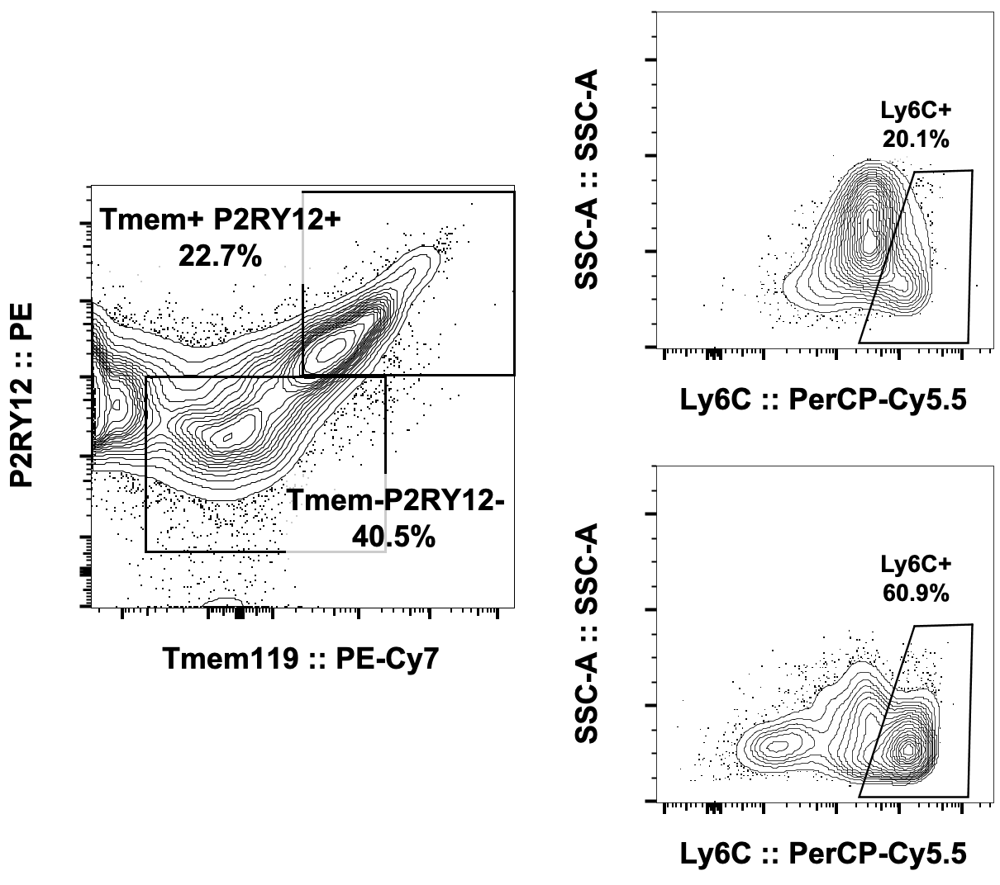 P2RY12 :: PE
Tmem+ P2RY12+
22.7%
Tmem-P2RY12-
40.5%
Tmem119 :: PE-Cy7
SSC-A :: SSC-A
Ly6C+
20.1%
Ly6C :: PerCP-Cy5.5
SSC-A :: SSC-A
Ly6C+
60.9%
Ly6C :: PerCP-Cy5.5